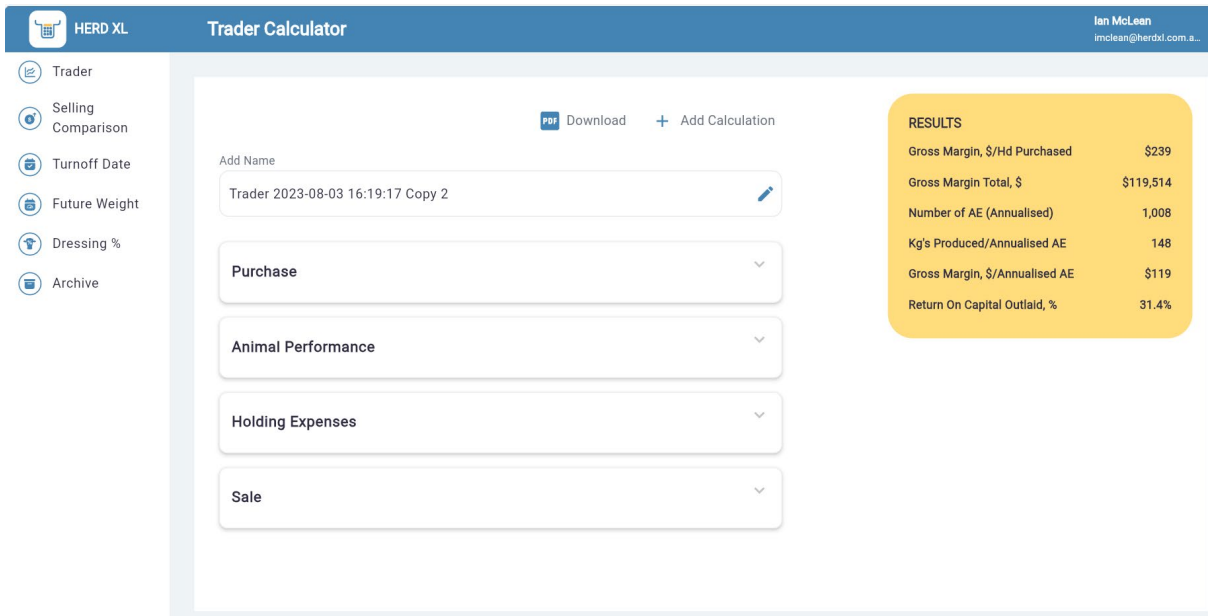 HERD XL
Trader Calculator
Ian McLean
imclean@herdxl.com.a...
Trader
Selling
Comparison
Turnoff Date
Future Weight
Dressing %
Archive
PDF Download + Add Calculation
Add Name
Trader 2023-08-03 16:19:17 Copy 2
Purchase
Animal Performance
Holding Expenses
Sale
RESULTS
Gross Margin, $/Hd Purchased $239
Gross Margin Total, $ $119,514
Number of AE (Annualised) 1,008
Kg's Produced/Annualised AE 148
Gross Margin, $/Annualised AE $119
Return On Capital Outlaid, % 31.4%